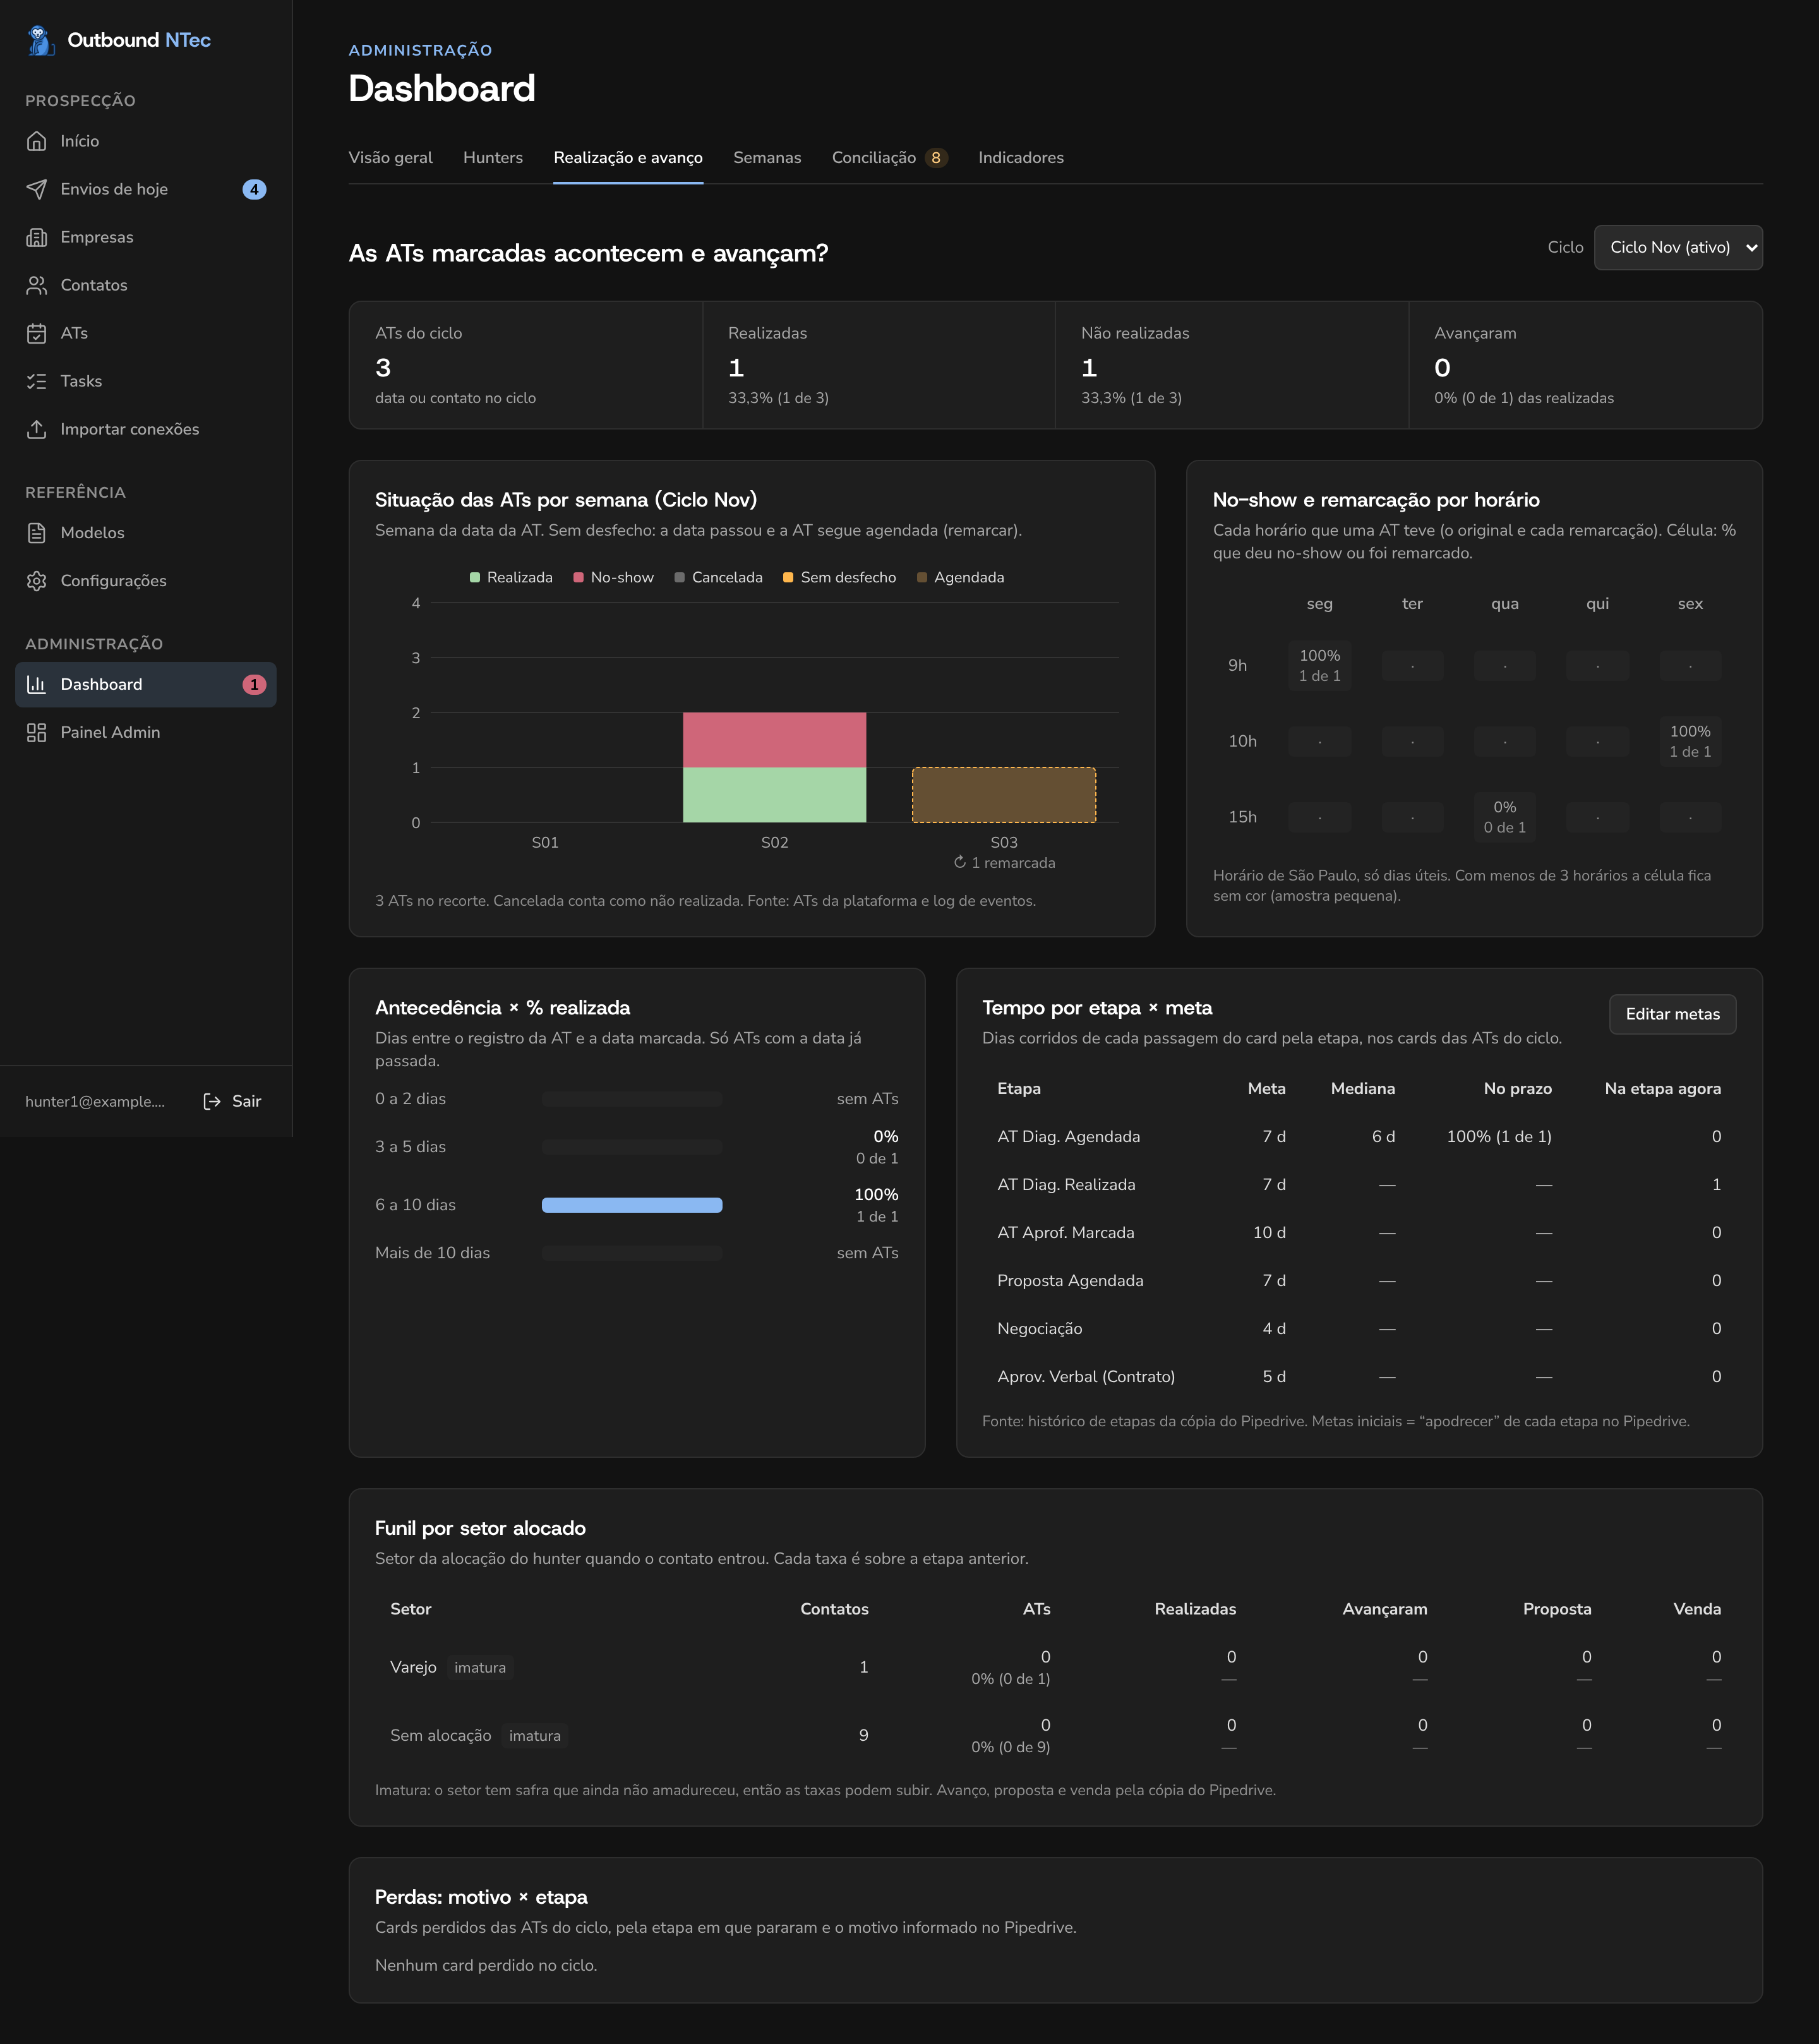 Outbound NTec
PROSPECÇÃO
Início
Envios de hoje 4
Empresas
Contatos
ATs
Tasks
Importar conexões
REFERÊNCIA
Modelos
Configurações
ADMINISTRAÇÃO
Dashboard 1
Painel Admin
hunter1@example.... Sair
ADMINISTRAÇÃO
Dashboard
Visão geral Hunters Realização e avanço Semanas Conciliação 8 Indicadores
As ATs marcadas acontecem e avançam?
Ciclo Ciclo Nov (ativo)
ATs do ciclo
3
data ou contato no ciclo
Realizadas
1
33,3% (1 de 3)
Não realizadas
1
33,3% (1 de 3)
Avançaram
0
0% (0 de 1) das realizadas
Situação das ATs por semana (Ciclo Nov)
Semana da data da AT. Sem desfecho: a data passou e a AT segue agendada (remarcar).
Realizada No-show Cancelada Sem desfecho Agendada
4
3
2
1
0
S01 S02 S03
↻ 1 remarcada
3 ATs no recorte. Cancelada conta como não realizada. Fonte: ATs da plataforma e log de eventos.
No-show e remarcação por horário
Cada horário que uma AT teve (o original e cada remarcação). Célula: %
que deu no-show ou foi remarcado.
seg ter qua qui sex
9h 100% · · · ·
1 de 1
10h · · · · 100%
1 de 1
15h · · 0% · ·
0 de 1
Horário de São Paulo, só dias úteis. Com menos de 3 horários a célula fica
sem cor (amostra pequena).
Antecedência × % realizada
Dias entre o registro da AT e a data marcada. Só ATs com a data já
passada.
0 a 2 dias sem ATs
3 a 5 dias 0%
0 de 1
6 a 10 dias 100%
1 de 1
Mais de 10 dias sem ATs
Tempo por etapa × meta
Dias corridos de cada passagem do card pela etapa, nos cards das ATs do ciclo.
Editar metas
Etapa Meta Mediana No prazo Na etapa agora
AT Diag. Agendada 7 d 6 d 100% (1 de 1) 0
AT Diag. Realizada 7 d — — 1
AT Aprof. Marcada 10 d — — 0
Proposta Agendada 7 d — — 0
Negociação 4 d — — 0
Aprov. Verbal (Contrato) 5 d — — 0
Fonte: histórico de etapas da cópia do Pipedrive. Metas iniciais = “apodrecer” de cada etapa no Pipedrive.
Funil por setor alocado
Setor da alocação do hunter quando o contato entrou. Cada taxa é sobre a etapa anterior.
Setor Contatos ATs Realizadas Avançaram Proposta Venda
Varejo imatura 1 0 0 0 0 0
0% (0 de 1) — — — —
Sem alocação imatura 9 0 0 0 0 0
0% (0 de 9) — — — —
Imatura: o setor tem safra que ainda não amadureceu, então as taxas podem subir. Avanço, proposta e venda pela cópia do Pipedrive.
Perdas: motivo × etapa
Cards perdidos das ATs do ciclo, pela etapa em que pararam e o motivo informado no Pipedrive.
Nenhum card perdido no ciclo.